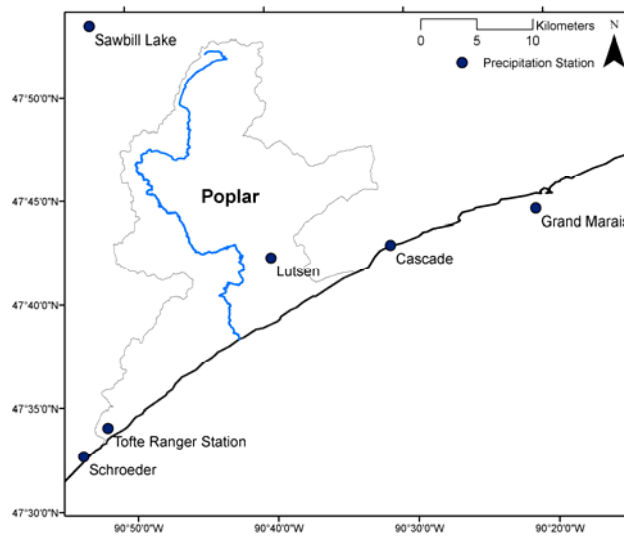 Sawbill Lake
Kilometers
0 5 10
N
Precipitation Station
47°50'0"N
Poplar
47°45'0"N
Grand Marais
Lutsen
Cascade
47°40'0"N
47°35'0"N
Tofte Ranger Station
Schroeder
47°30'0"N
90°50'0"W 90°40'0"W 90°30'0"W 90°20'0"W